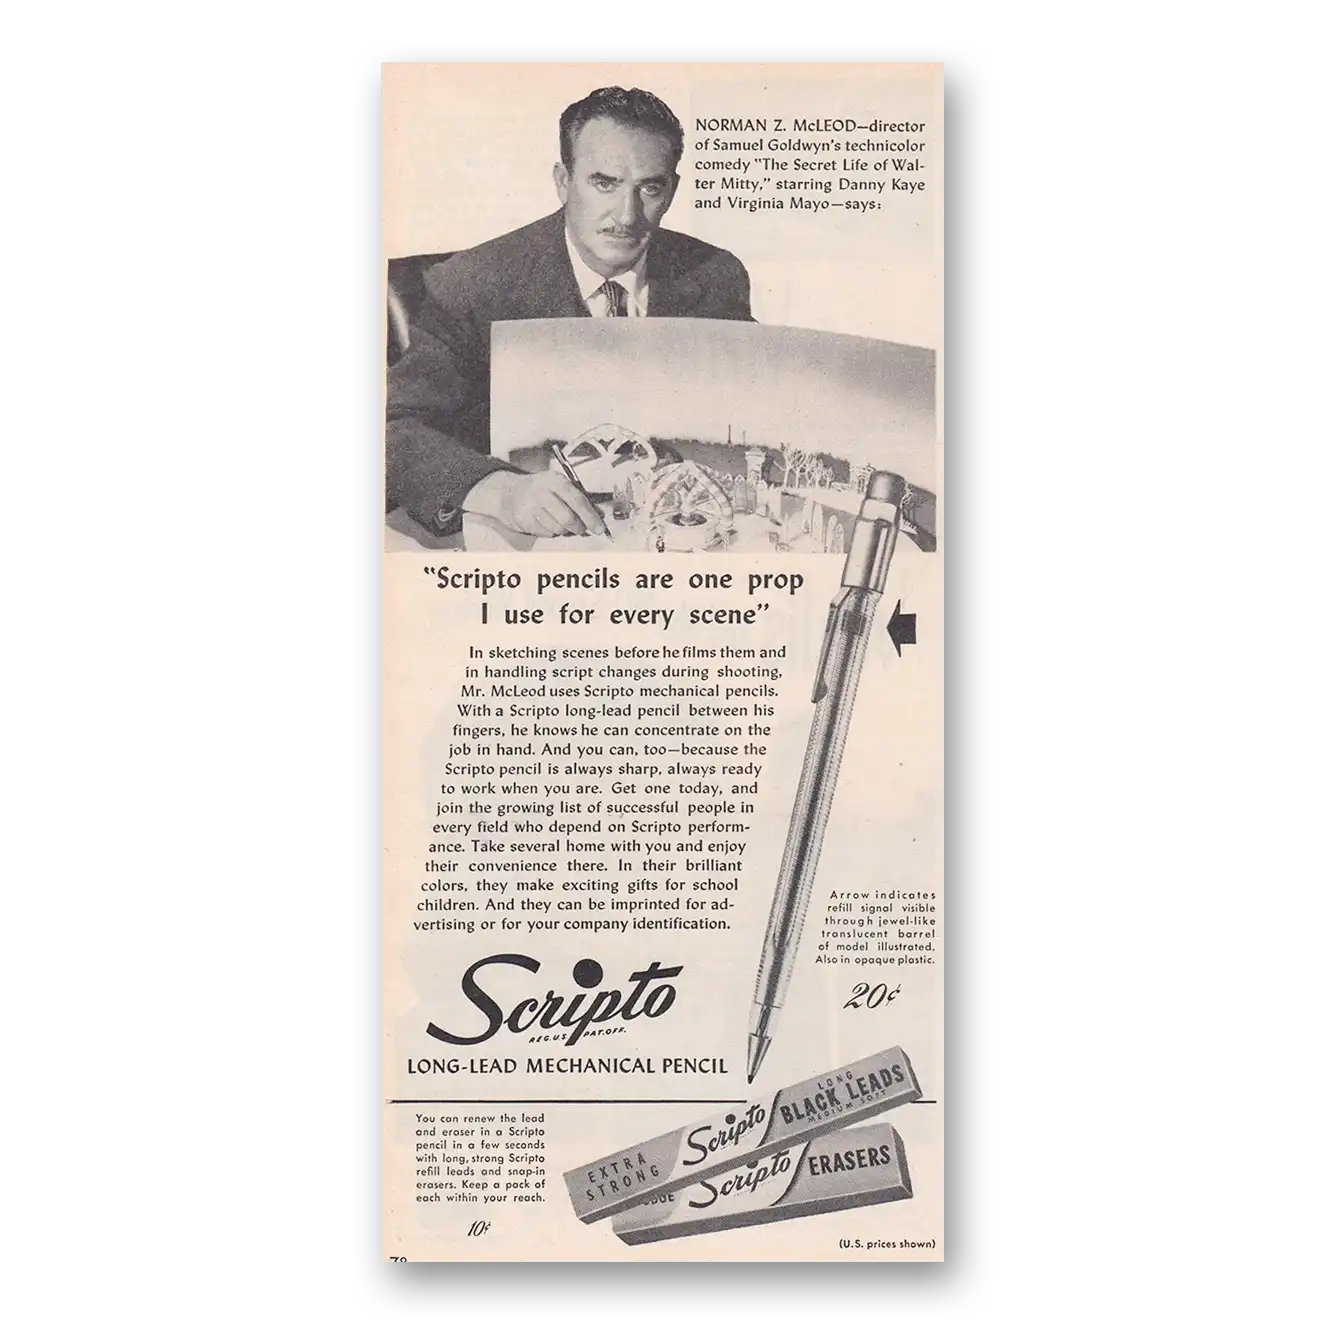 NORMAN Z. McLEOD—director
of Samuel Goldwyn's technicolor
comedy "The Secret Life of Wal-
ter Mitty," starring Danny Kaye
and Virginia Mayo—says:
"Scripto pencils are one prop
I use for every scene"
In sketching scenes before he films them and
in handling script changes during shooting,
Mr. McLeod uses Scripto mechanical pencils.
With a Scripto long-lead pencil between his
fingers, he knows he can concentrate on the
job in hand. And you can, too—because the
Scripto pencil is always sharp, always ready
to work when you are. Get one today, and
join the growing list of successful people in
every field who depend on Scripto perform-
ance. Take several home with you and enjoy
their convenience there. In their brilliant
colors, they make exciting gifts for school
children. And they can be imprinted for ad-
vertising or for your company identification.
Arrow indicates
refill signal visible
through jewel-like
translucent barrel
of model illustrated.
Also in opaque plastic.
20¢
Scripto
REG. U.S. PAT. OFF.
LONG-LEAD MECHANICAL PENCIL
You can renew the lead
and eraser in a Scripto
pencil in a few seconds
with long, strong Scripto
refill leads and snap-in
erasers. Keep a pack of
each within your reach.
10¢
EXTRA
STRONG
Scripto
LONG
BLACK LEADS
MEDIUM SOFT
Scripto ERASERS
(U.S. prices shown)